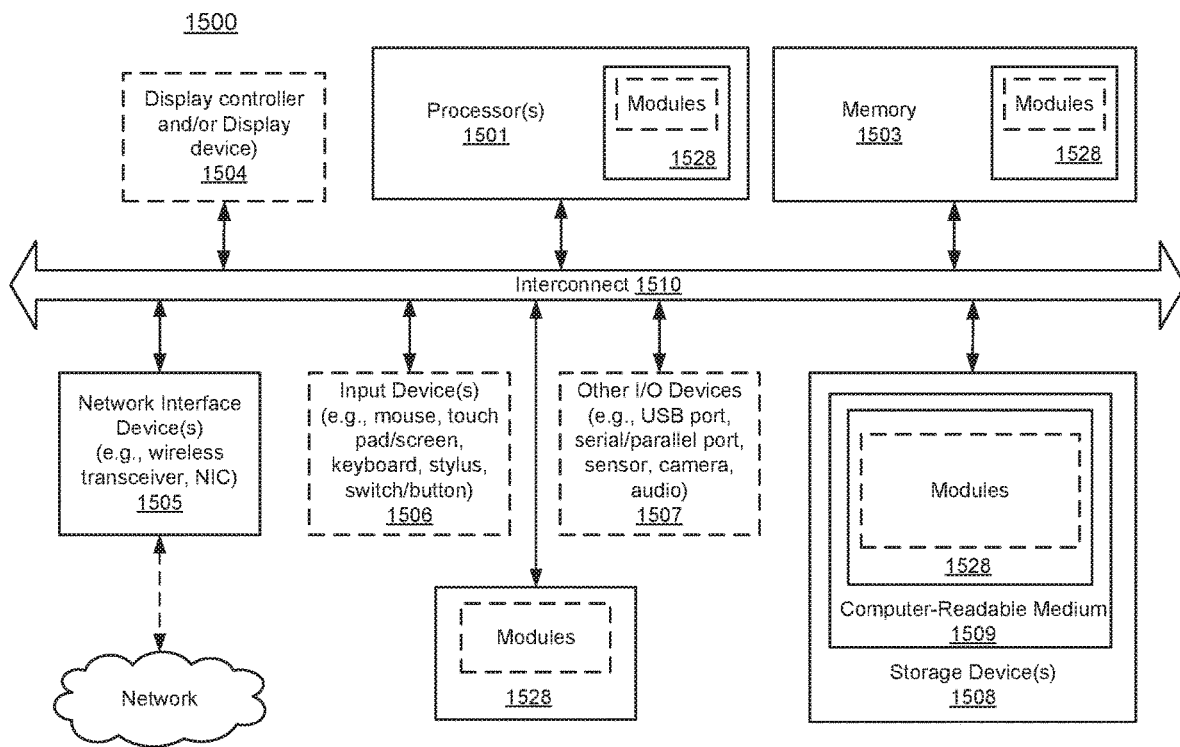 1500
Display controller
and/or Display
device)
1504
Processor(s)
1501
Modules
1528
Memory
1503
Modules
1528
Interconnect 1510
Network Interface
Device(s)
(e.g., wireless
transceiver, NIC)
1505
Input Device(s)
(e.g., mouse, touch
pad/screen,
keyboard, stylus,
switch/button)
1506
Other I/O Devices
(e.g., USB port,
serial/parallel port,
sensor, camera,
audio)
1507
Modules
1528
Computer-Readable Medium
1509
Storage Device(s)
1508
Modules
1528
Network